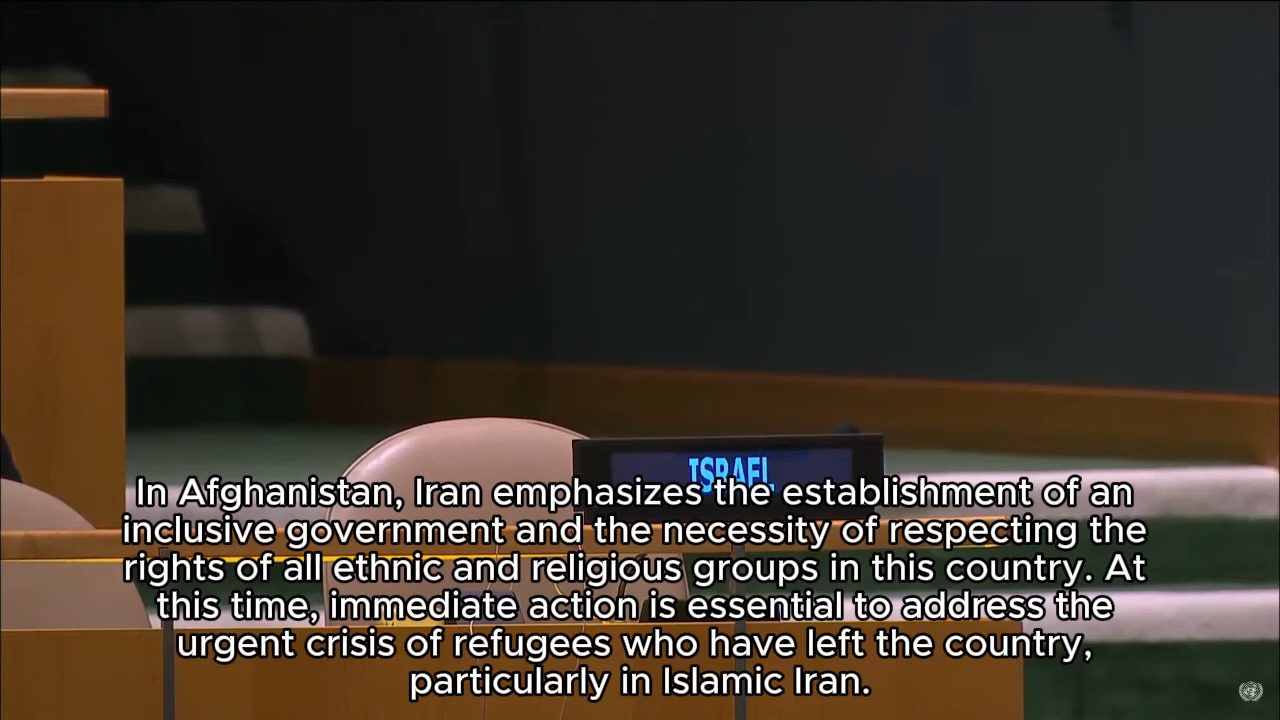 ISRAEL
In Afghanistan, Iran emphasizes the establishment of an
inclusive government and the necessity of respecting the
rights of all ethnic and religious groups in this country. At
this time, immediate action is essential to address the
urgent crisis of refugees who have left the country,
particularly in Islamic Iran.